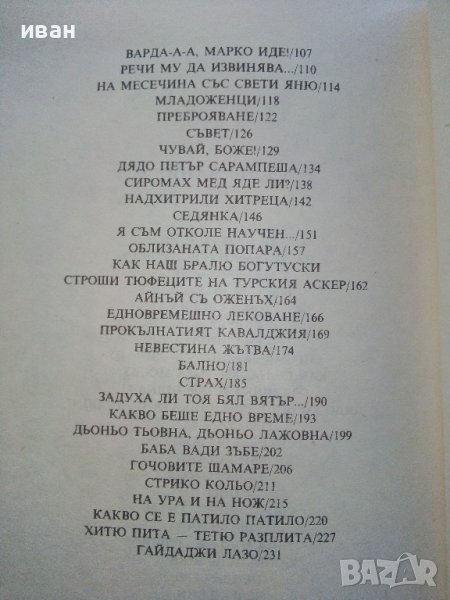 иван
ВАРДА-А-А, МАРКО ИДЕ!/107
РЕЧИ МУ ДА ИЗВИНЯВА.../110
НА МЕСЕЧИНА СЪС СВЕТИ ЯНЮ/114
МЛАДОЖЕНЦИ/118
ПРЕБРОЯВАНЕ/122
СЪВЕТ/126
ЧУВАЙ, БОЖЕ!/129
ДЯДО ПЕТЪР САРАМПЕША/134
СИРОМАХ МЕД ЯДЕ ЛИ?/138
НАДХИТРИЛИ ХИТРЕЦА/142
СЕДЯНКА/146
Я СЪМ ОТКОЛЕ НАУЧЕН.../151
ОБЛИЗАНАТА ПОПАРА/157
КАК НАШ БРАЛЮ БОГУТУСКИ
СТРОШИ ТЮФЕЦИТЕ НА ТУРСКИЯ АСКЕР/162
АЙНЪЙ СЪ ОЖЕНЪХ/164
ЕДНОВРЕМЕШНО ЛЕКОВАНЕ/166
ПРОКЪЛНАТИЯТ КАВАЛДЖИЯ/169
НЕВЕСТИНА ЖЪТВА/174
БАЛНО/181
СТРАХ/185
ЗАДУХА ЛИ ТОЯ БЯЛ ВЯТЪР.../190
КАКВО БЕШЕ ЕДНО ВРЕМЕ/193
ДЬОНЬО ТЬОВНА, ДЬОНЬО ЛАЖОВНА/199
БАБА ВАДИ ЗЪБЕ/202
ГОЧОВИТЕ ШАМАРЕ/206
СТРИКО КОЛЬО/211
НА УРА И НА НОЖ/215
КАКВО СЕ Е ПАТИЛО ПАТИЛО/220
ХИТЮ ПИТА — ТЕТЮ РАЗПЛИТА/227
ГАЙДАДЖИ ЛАЗО/231
BAZAR.bg